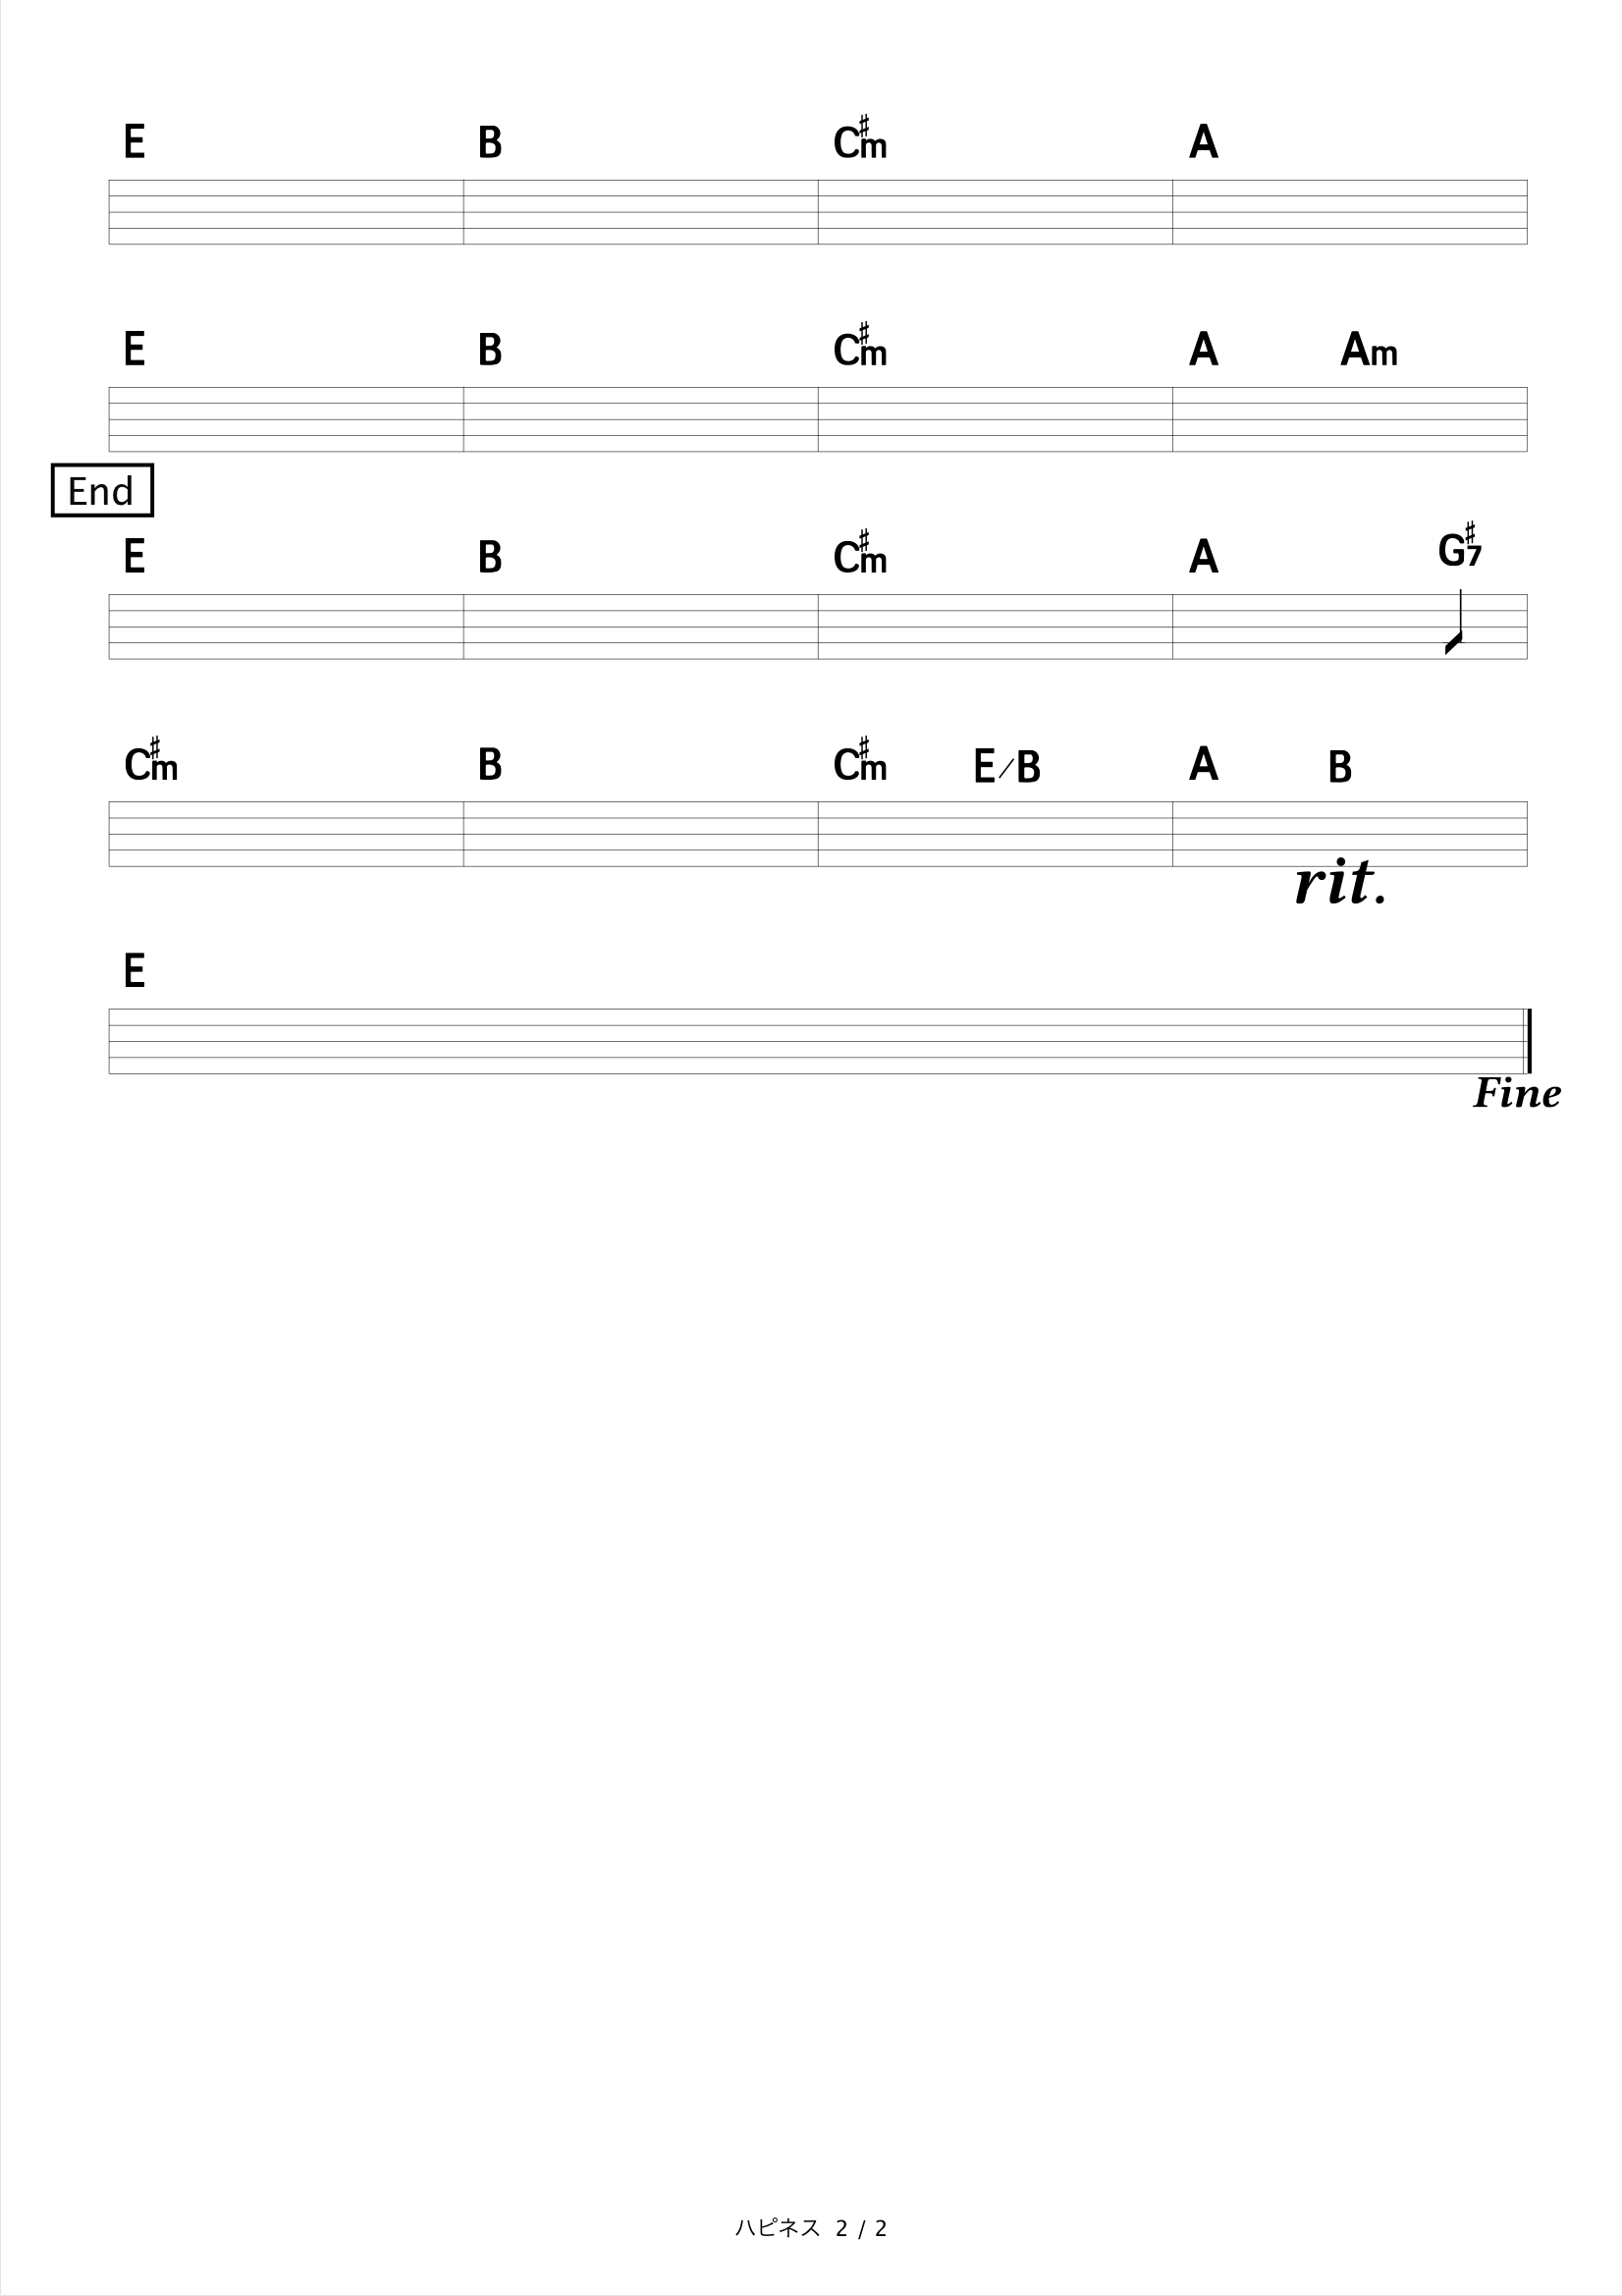 E B C♯m A
E B C♯m A Am
End
E B C♯m A G♯7
C♯m B C♯m E/B A B
rit.
E
Fine
ハピネス 2 / 2